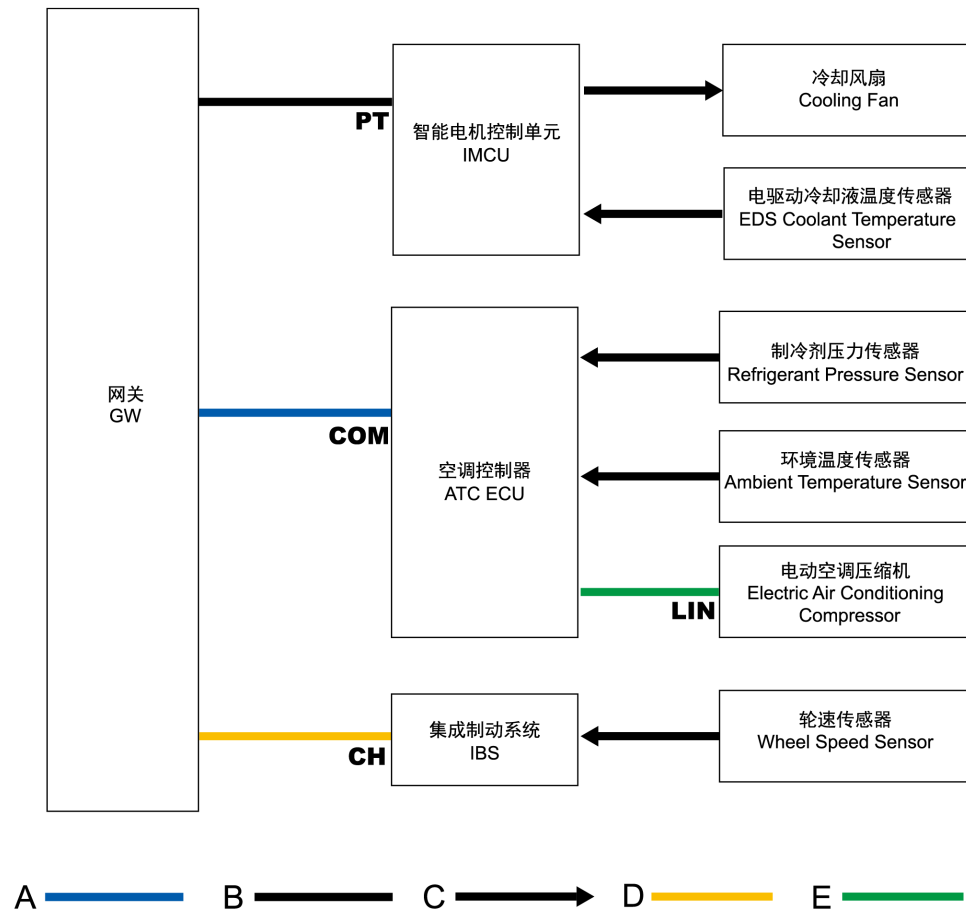 冷却风扇
Cooling Fan
PT
智能电机控制单元
IMCU
电驱动冷却液温度传感器
EDS Coolant Temperature
Sensor
网关
GW
制冷剂压力传感器
Refrigerant Pressure Sensor
COM
空调控制器
ATC ECU
环境温度传感器
Ambient Temperature Sensor
电动空调压缩机
Electric Air Conditioning
Compressor
LIN
集成制动系统
IBS
CH
轮速传感器
Wheel Speed Sensor
A
B
C
D
E